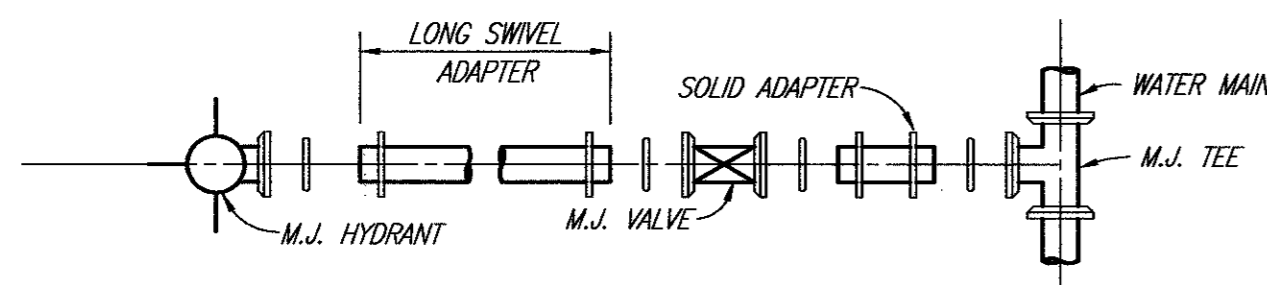 LONG SWIVEL
ADAPTER
SOLID ADAPTER
WATER MAIN
M.J. TEE
M.J. VALVE
M.J. HYDRANT